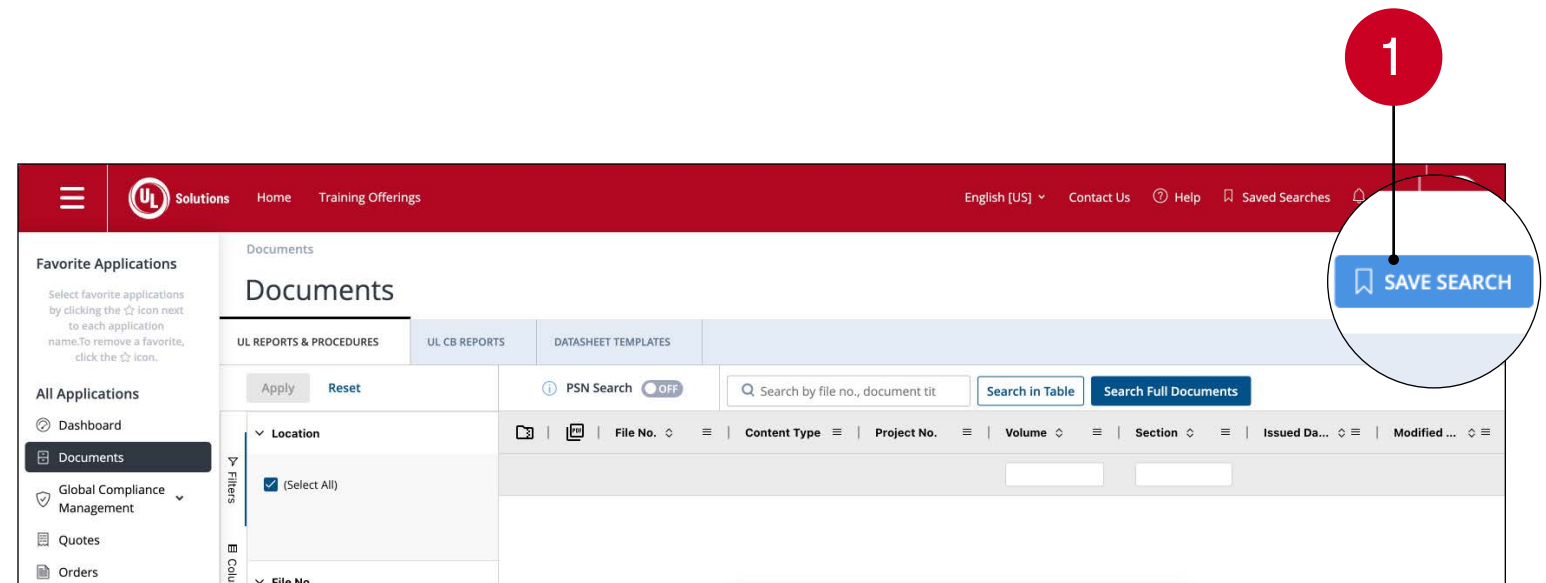 1
UL Solutions Home Training Offerings English [US] Contact Us Help Saved Searches
Favorite Applications
Select favorite applications
by clicking the ☆ icon next
to each application
name.To remove a favorite,
click the ☆ icon.
All Applications
Dashboard
Documents
Global Compliance
Management
Quotes
Orders
Documents
Documents
SAVE SEARCH
UL REPORTS & PROCEDURES UL CB REPORTS DATASHEET TEMPLATES
Apply Reset PSN Search OFF Search by file no., document tit Search in Table Search Full Documents
Filters
Location PDF File No. Content Type Project No. Volume Section Issued Da... Modified ...
(Select All)
File No